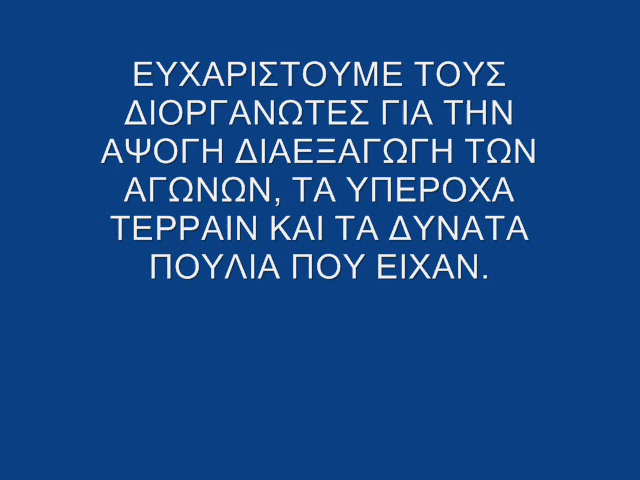 ΕΥΧΑΡΙΣΤΟΥΜΕ ΤΟΥΣ
ΔΙΟΡΓΑΝΩΤΕΣ ΓΙΑ ΤΗΝ
ΑΨΟΓΗ ΔΙΑΕΞΑΓΩΓΗ ΤΩΝ
ΑΓΩΝΩΝ, ΤΑ ΥΠΕΡΟΧΑ
ΤΕΡΡΑΙΝ ΚΑΙ ΤΑ ΔΥΝΑΤΑ
ΠΟΥΛΙΑ ΠΟΥ ΕΙΧΑΝ.